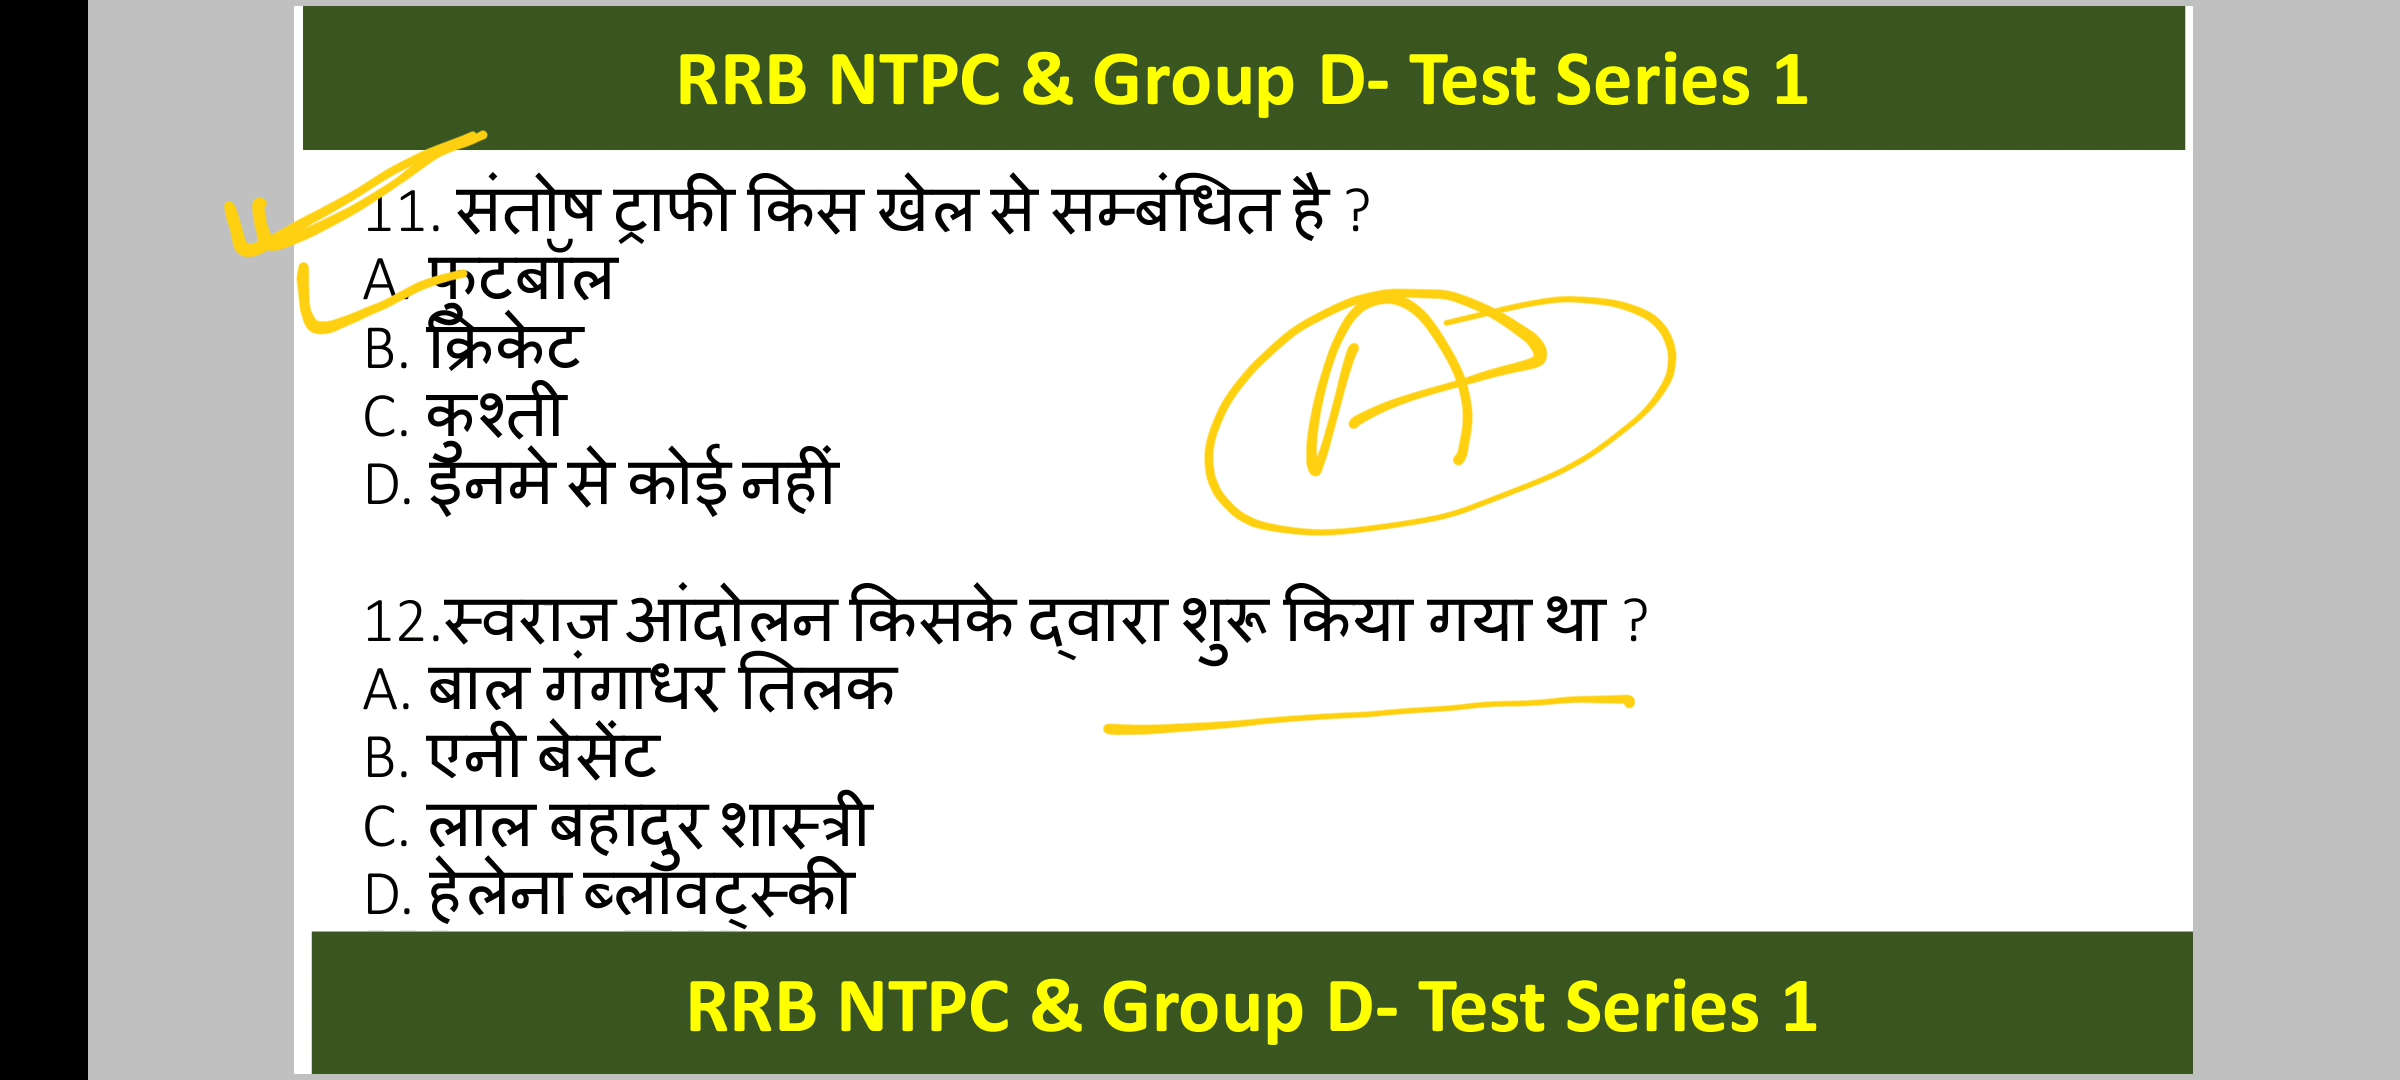 RRB NTPC & Group D- Test Series 1
11. संतोष ट्राफी किस खेल से सम्बंधित है ?
A. फुटबॉल
B. क्रिकेट
C. कुश्ती
D. इनमे से कोई नहीं
A
12.स्वराज आंदोलन किसके द्वारा शुरू किया गया था ?
A. बाल गंगाधर तिलक
B. एनी बेसेंट
C. लाल बहादुर शास्त्री
D. हेलेना ब्लावट्स्की
RRB NTPC & Group D- Test Series 1